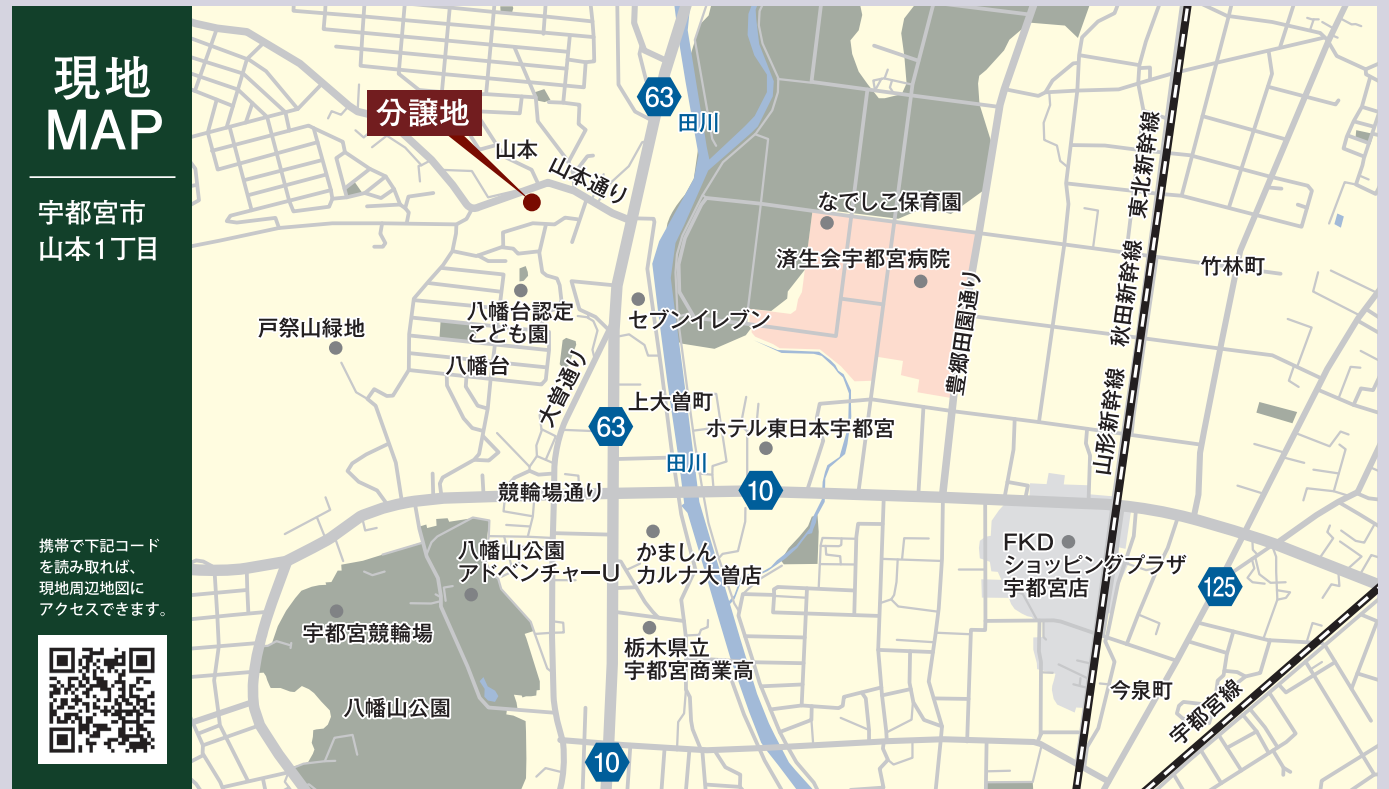 現地
MAP
宇都宮市
山本1丁目
携帯で下記コード
を読み取れば、
現地周辺地図に
アクセスできます。
分譲地
63
田川
山本
山本通り
なでしこ保育園
済生会宇都宮病院
豊郷田園通り
東北新幹線
秋田新幹線
山形新幹線
竹林町
八幡台認定
こども園
八幡台
戸祭山緑地
セブンイレブン
大曽通り
上大曽町
63
ホテル東日本宇都宮
田川
10
競輪場通り
八幡山公園
アドベンチャーU
かましん
カルナ大曽店
FKD
ショッピングプラザ
宇都宮店
125
宇都宮競輪場
栃木県立
宇都宮商業高
八幡山公園
今泉町
宇都宮線
10